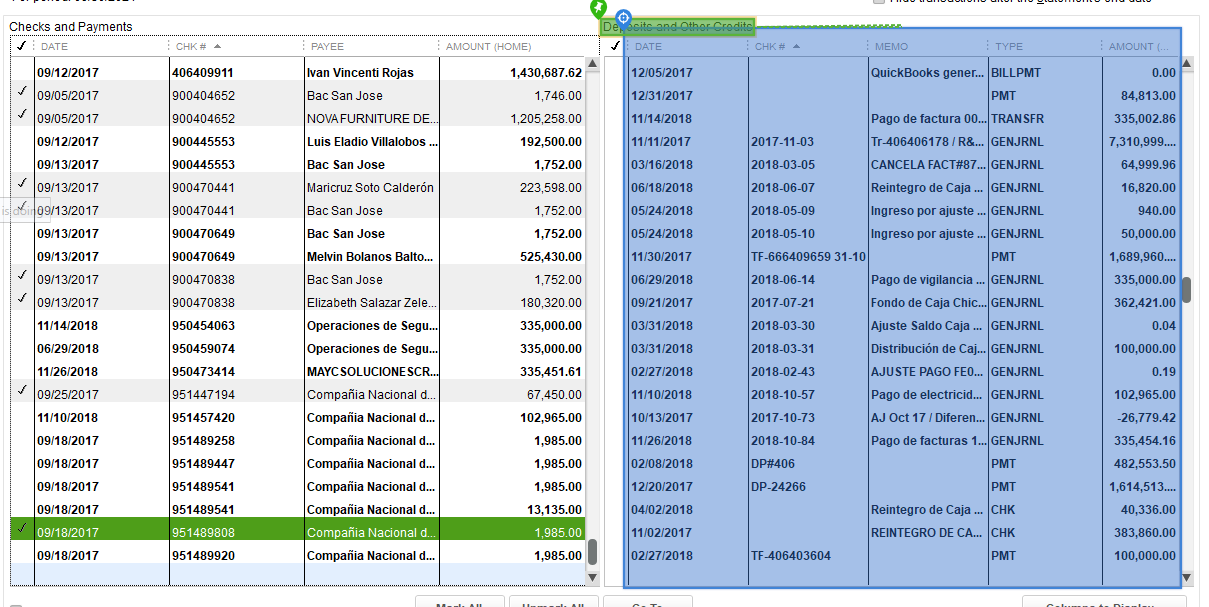 Checks and Payments
DATE CHK # PAYEE AMOUNT (HOME)
09/12/2017 406409911 Ivan Vincenti Rojas 1,430,687.62
09/05/2017 900404652 Bac San Jose 1,746.00
09/05/2017 900404652 NOVAFURNITURE DE... 1,205,258.00
09/12/2017 900445553 Luis Eladio Villalobos ... 192,500.00
09/13/2017 900445553 Bac San Jose 1,752.00
09/13/2017 900470441 Maricruz Soto Calderón 223,598.00
is doing 09/13/2017 900470441 Bac San Jose 1,752.00
09/13/2017 900470649 Bac San Jose 1,752.00
09/13/2017 900470649 Melvin Bolanos Balto... 525,430.00
09/13/2017 900470838 Bac San Jose 1,752.00
09/13/2017 900470838 Elizabeth Salazar Zele... 180,320.00
11/14/2018 950454063 Operaciones de Segu... 335,000.00
06/29/2018 950459074 Operaciones de Segu... 335,000.00
11/26/2018 950473414 MAYCSOLUCIONESCR... 335,451.61
09/25/2017 951447194 Compañia Nacional d... 67,450.00
11/10/2018 951457420 Compañia Nacional d... 102,965.00
09/18/2017 951489258 Compañia Nacional d... 1,985.00
09/18/2017 951489447 Compañia Nacional d... 1,985.00
09/18/2017 951489541 Compañia Nacional d... 1,985.00
09/18/2017 951489541 Compañia Nacional d... 13,135.00
09/18/2017 951489808 Compañia Nacional d... 1,985.00
09/18/2017 951489920 Compañia Nacional d... 1,985.00
Deposits and Other Credits
DATE CHK # MEMO TYPE AMOUNT (...
12/05/2017 QuickBooks gener... BILLPMT 0.00
12/31/2017 PMT 84,813.00
11/14/2018 Pago de factura 00... TRANSFR 335,002.86
11/11/2017 2017-11-03 Tr-406406178 / R&... GENJRNL 7,310,999....
03/16/2018 2018-03-05 CANCELA FACT#87... GENJRNL 64,999.96
06/18/2018 2018-06-07 Reintegro de Caja ... GENJRNL 16,820.00
05/24/2018 2018-05-09 Ingreso por ajuste ... GENJRNL 940.00
05/24/2018 2018-05-10 Ingreso por ajuste ... GENJRNL 50,000.00
11/30/2017 TF-666409659 31-10 PMT 1,689,960....
06/29/2018 2018-06-14 Pago de vigilancia ... GENJRNL 335,000.00
09/21/2017 2017-07-21 Fondo de Caja Chic... GENJRNL 362,421.00
03/31/2018 2018-03-30 Ajuste Saldo Caja ... GENJRNL 0.04
03/31/2018 2018-03-31 Distribución de Caj... GENJRNL 100,000.00
02/27/2018 2018-02-43 AJUSTE PAGO FE0... GENJRNL 0.19
11/10/2018 2018-10-57 Pago de electricid... GENJRNL 102,965.00
10/13/2017 2017-10-73 AJ Oct 17 / Diferen... GENJRNL -26,779.42
11/26/2018 2018-10-84 Pago de facturas 1... GENJRNL 335,454.16
02/08/2018 DP#406 PMT 482,553.50
12/20/2017 DP-24266 PMT 1,614,513....
04/02/2018 Reintegro de Caja ... CHK 40,336.00
11/02/2017 REINTEGRO DE CA... CHK 383,860.00
02/27/2018 TF-406403604 PMT 100,000.00